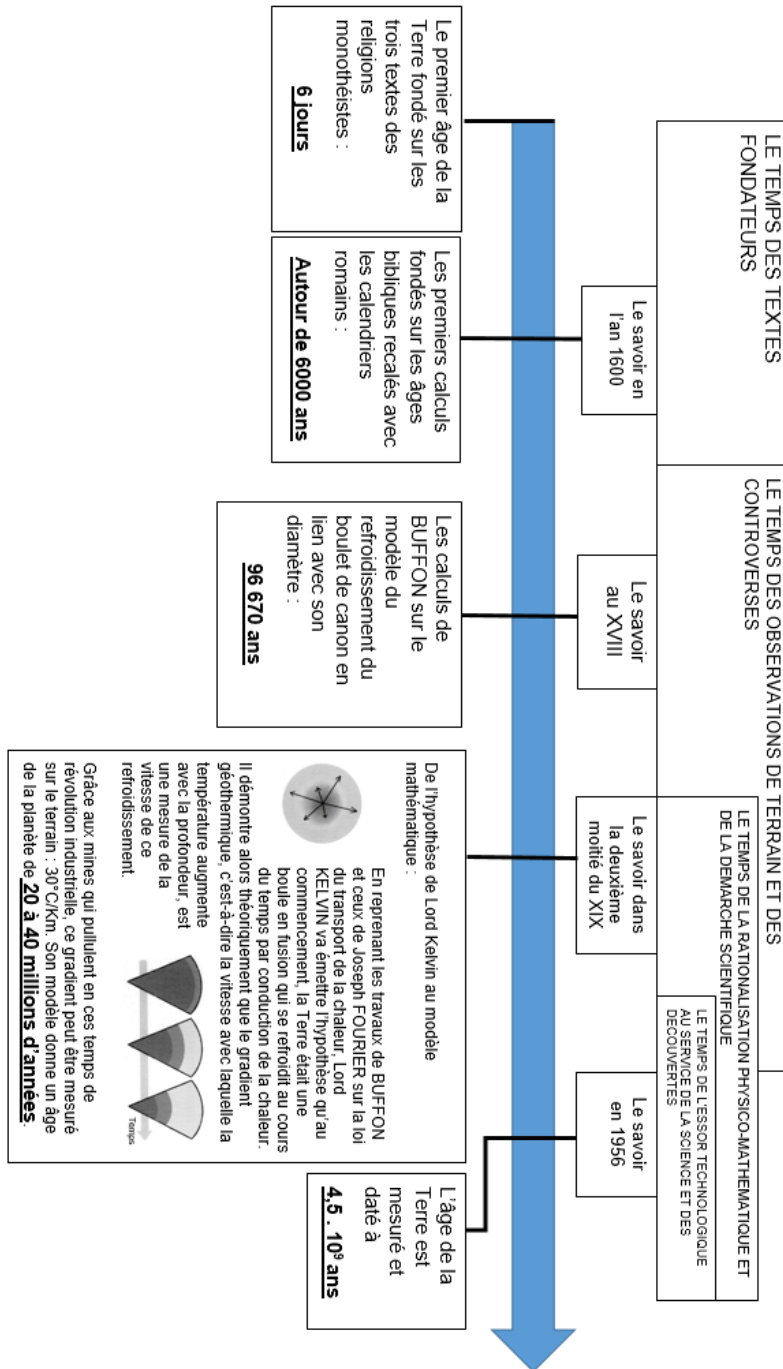 LE TEMPS DES TEXTES
FONDATEURS
LE TEMPS DES OBSERVATIONS DE TERRAIN ET DES
CONTROVERSES
LE TEMPS DE LA RATIONALISATION PHYSICO-MATHEMATIQUE ET
DE LA DEMARCHE SCIENTIFIQUE
LE TEMPS DE L'ESSOR TECHNOLOGIQUE
AU SERVICE DE LA SCIENCE ET DES
DECOUVERTES
Le savoir en
l'an 1600
Le savoir
au XVIII
Le savoir dans
la deuxième
moitié du XIX
Le savoir
en 1956
Le premier âge de la
Terre fondé sur les
trois textes des
religions
monothéistes :
6 jours
Les premiers calculs
fondés sur les âges
bibliques recalés avec
les calendriers
romains :
Autour de 6000 ans
Les calculs de
BUFFON sur le
modèle du
refroidissement du
boulet de canon en
lien avec son
diamètre :
96 670 ans
De l'hypothèse de Lord Kelvin au modèle
mathématique :
En reprenant les travaux de BUFFON
et ceux de Joseph FOURIER sur la loi
du transport de la chaleur, Lord
KELVIN va émettre l'hypothèse qu'au
commencement, la Terre était une
boule en fusion qui se refroidit au cours
du temps par conduction de la chaleur.
Il démontre alors théoriquement que le gradient
géothermique, c'est-à-dire la vitesse avec laquelle la
température augmente
avec la profondeur, est
une mesure de la
vitesse de ce
refroidissement.
Temps
Grâce aux mines qui pullulent en ces temps de
révolution industrielle, ce gradient peut être mesuré
sur le terrain : 30°C/Km. Son modèle donne un âge
de la planète de 20 à 40 millions d'années.
L'âge de la
Terre est
mesuré et
daté à
4,5 . 10⁹ ans